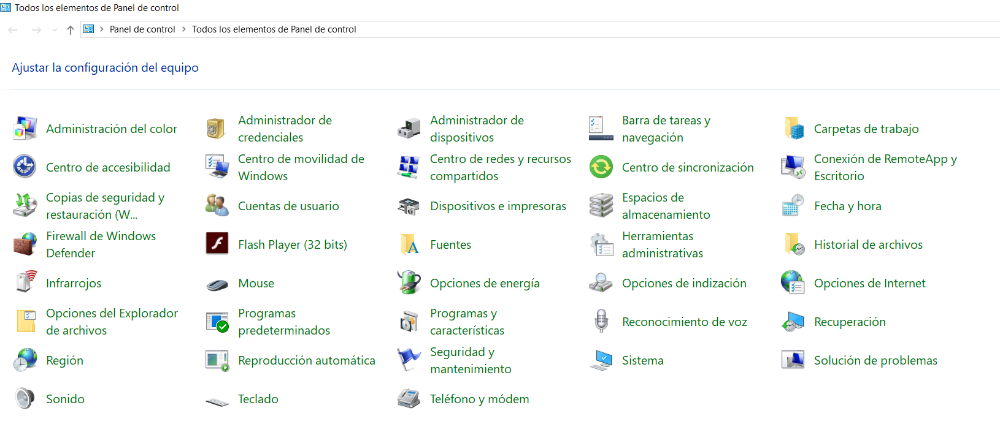 Todos los elementos de Panel de control
Panel de control > Todos los elementos de Panel de control
Ajustar la configuración del equipo
Administración del color
Administrador de
credenciales
Administrador de
dispositivos
Barra de tareas y
navegación
Carpetas de trabajo
Centro de accesibilidad
Centro de movilidad de
Windows
Centro de redes y recursos
compartidos
Centro de sincronización
Conexión de RemoteApp y
Escritorio
Copias de seguridad y
restauración (W...
Cuentas de usuario
Dispositivos e impresoras
Espacios de
almacenamiento
Fecha y hora
Firewall de Windows
Defender
Flash Player (32 bits)
Fuentes
Herramientas
administrativas
Historial de archivos
Infrarrojos
Mouse
Opciones de energía
Opciones de indización
Opciones de Internet
Opciones del Explorador
de archivos
Programas
predeterminados
Programas y
características
Reconocimiento de voz
Recuperación
Región
Reproducción automática
Seguridad y
mantenimiento
Sistema
Solución de problemas
Sonido
Teclado
Teléfono y módem